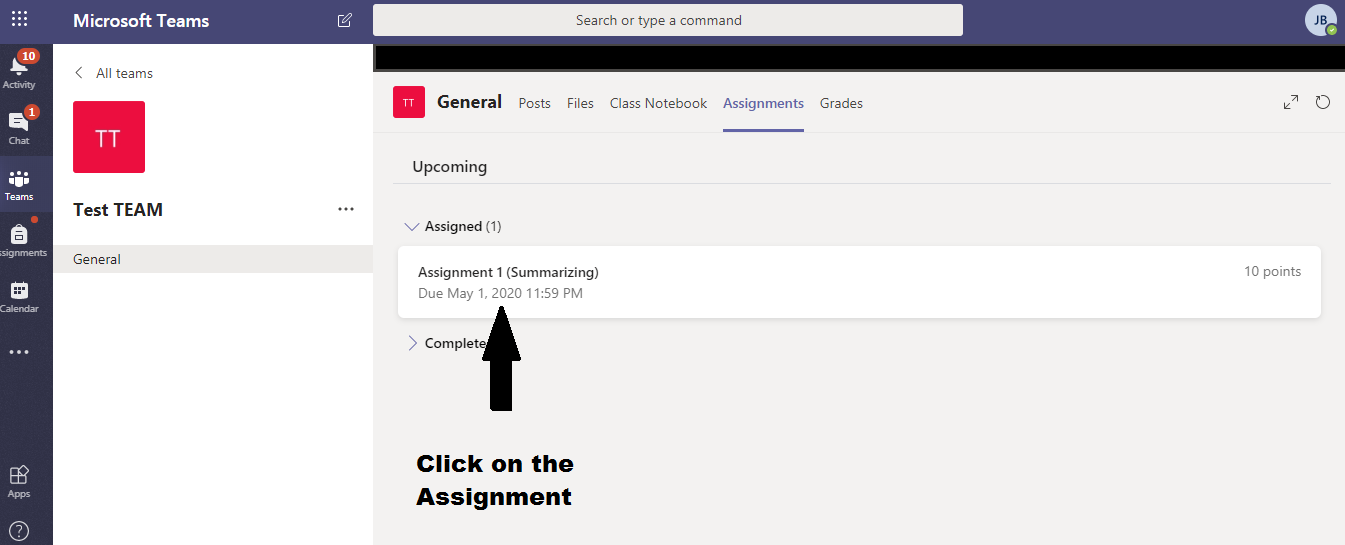 Microsoft Teams
Search or type a command
JB
10
Activity
1
Chat
Teams
ssignments
Calendar
Apps
?
All teams
TT
Test TEAM
General
TT
General Posts Files Class Notebook Assignments Grades
Upcoming
Assigned (1)
Assignment 1 (Summarizing) 10 points
Due May 1, 2020 11:59 PM
Complete
Click on the
Assignment